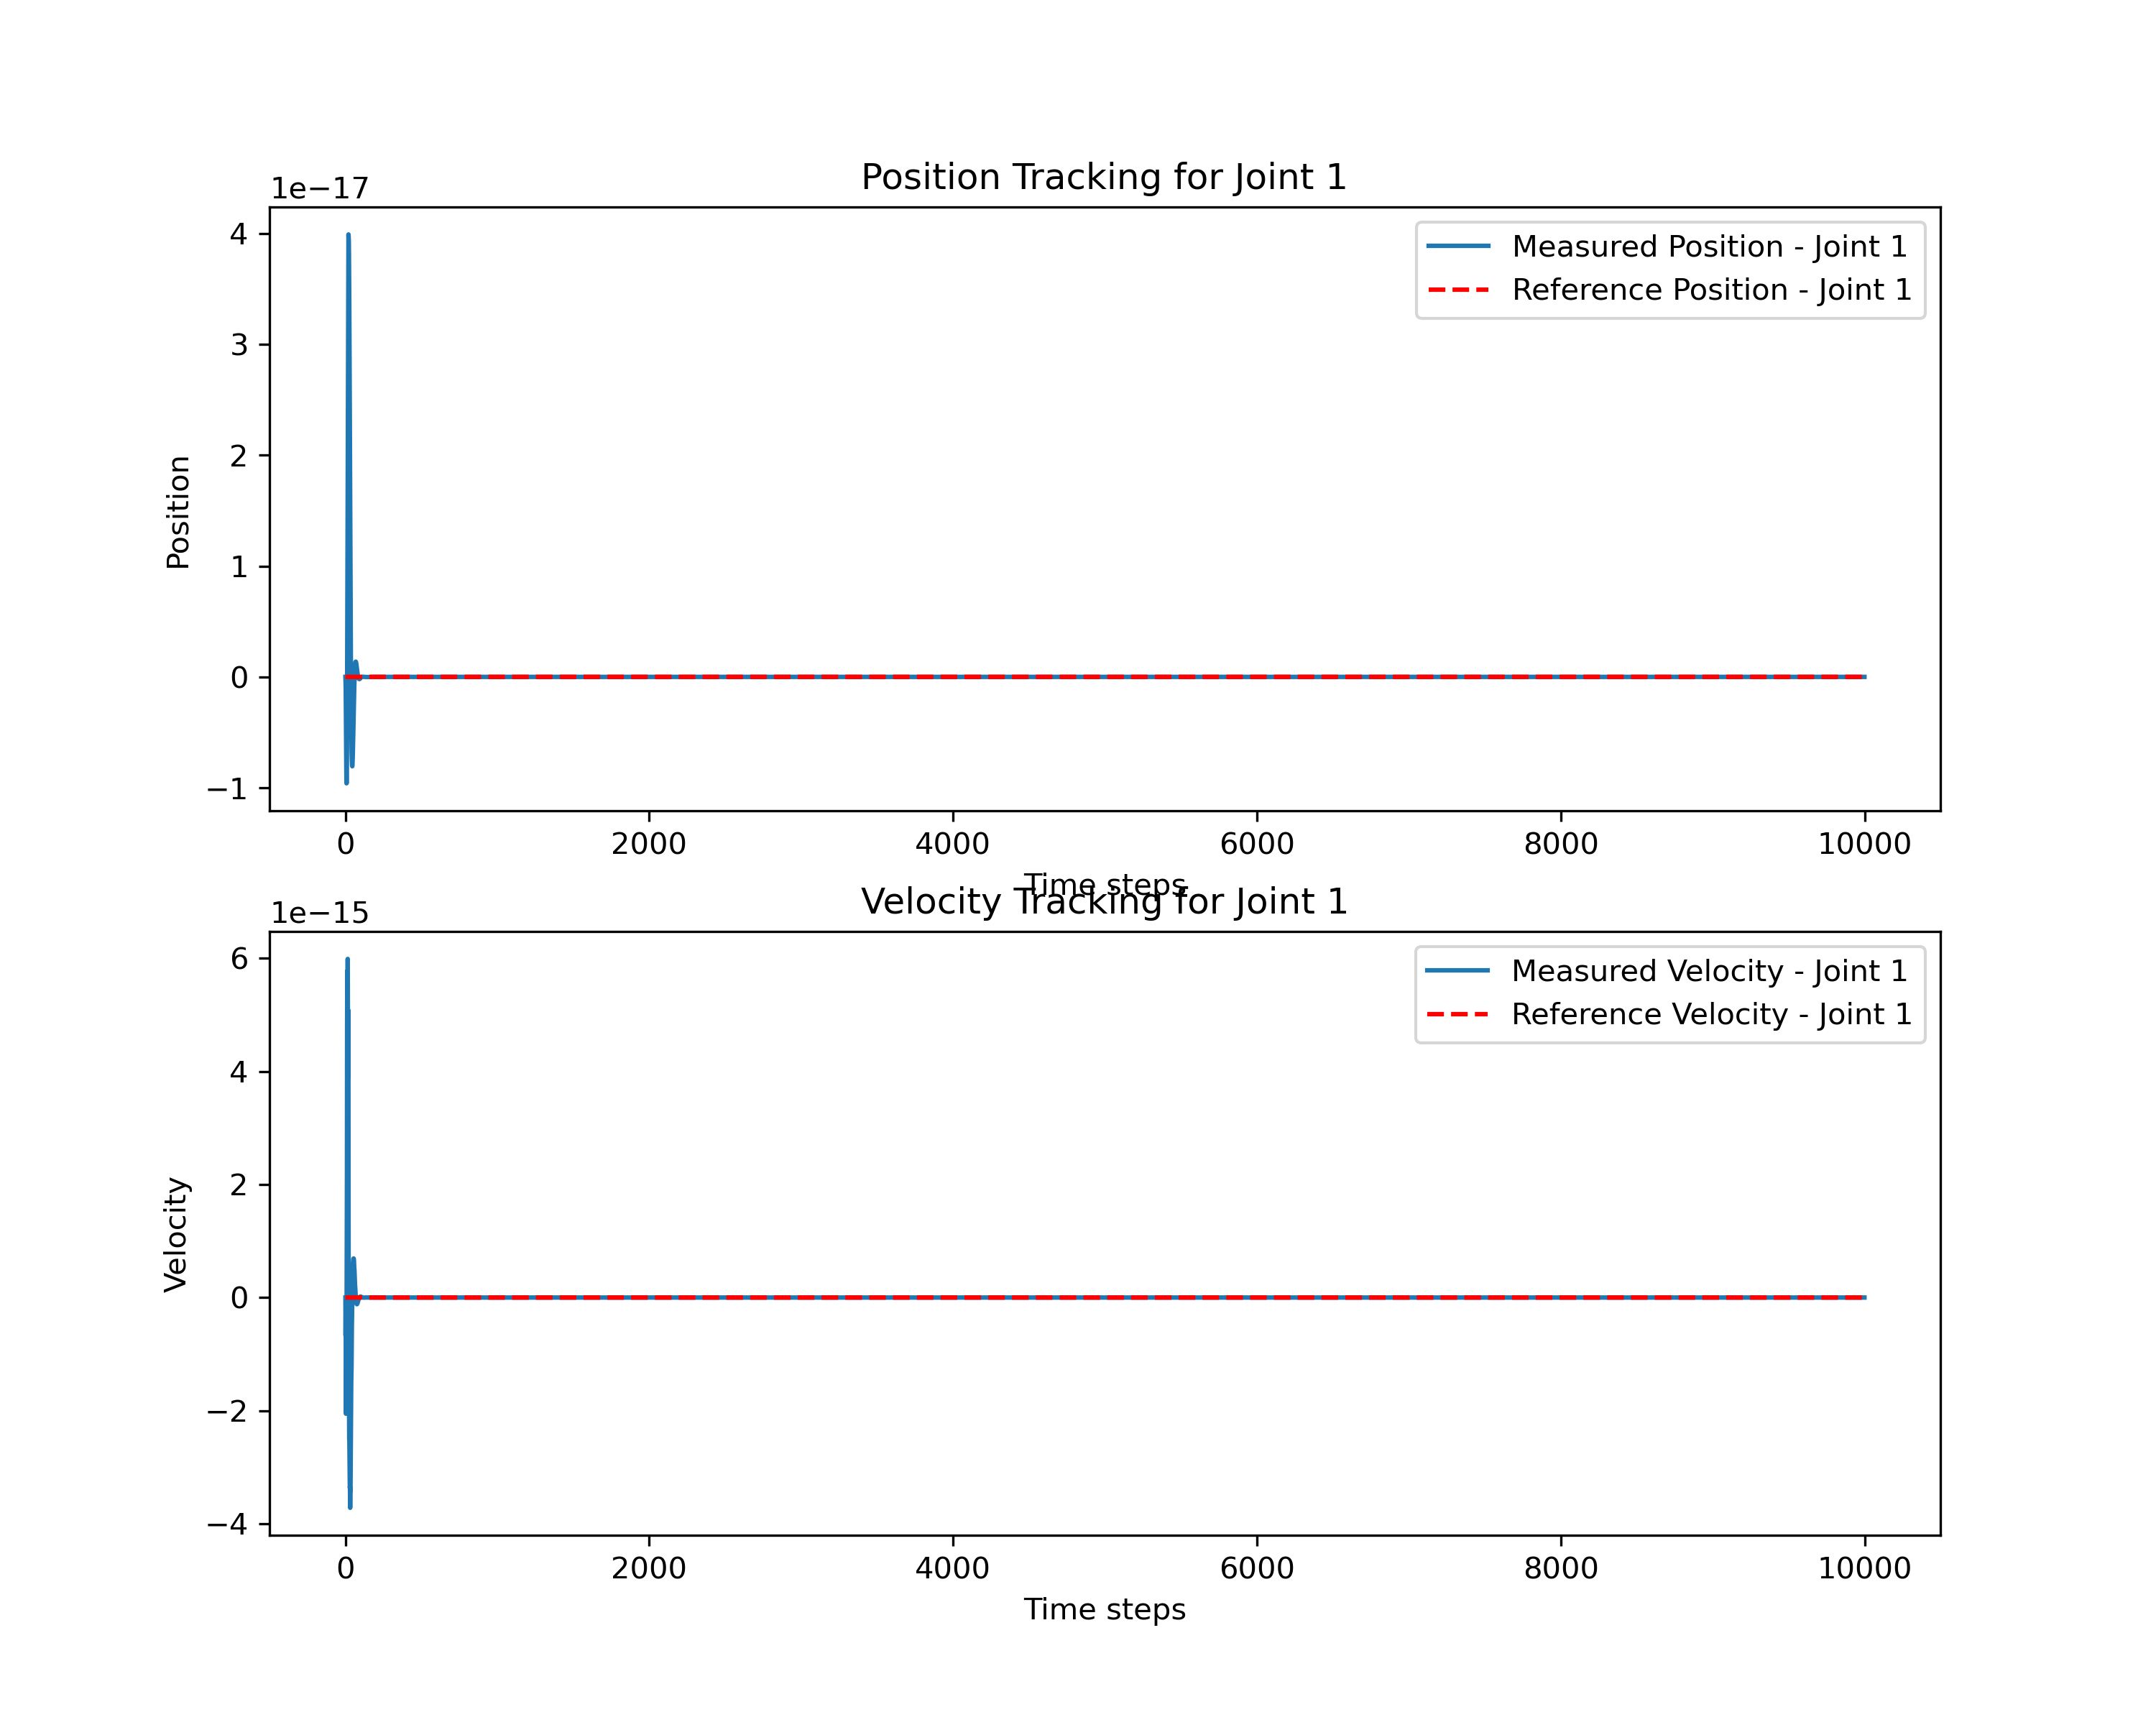 Position Tracking for Joint 1
1e−17
4
3
2
1
0
−1
Position
Measured Position - Joint 1
Reference Position - Joint 1
0 2000 4000 6000 8000 10000
Time steps
Velocity Tracking for Joint 1
1e−15
6
4
2
0
−2
−4
Velocity
Measured Velocity - Joint 1
Reference Velocity - Joint 1
0 2000 4000 6000 8000 10000
Time steps